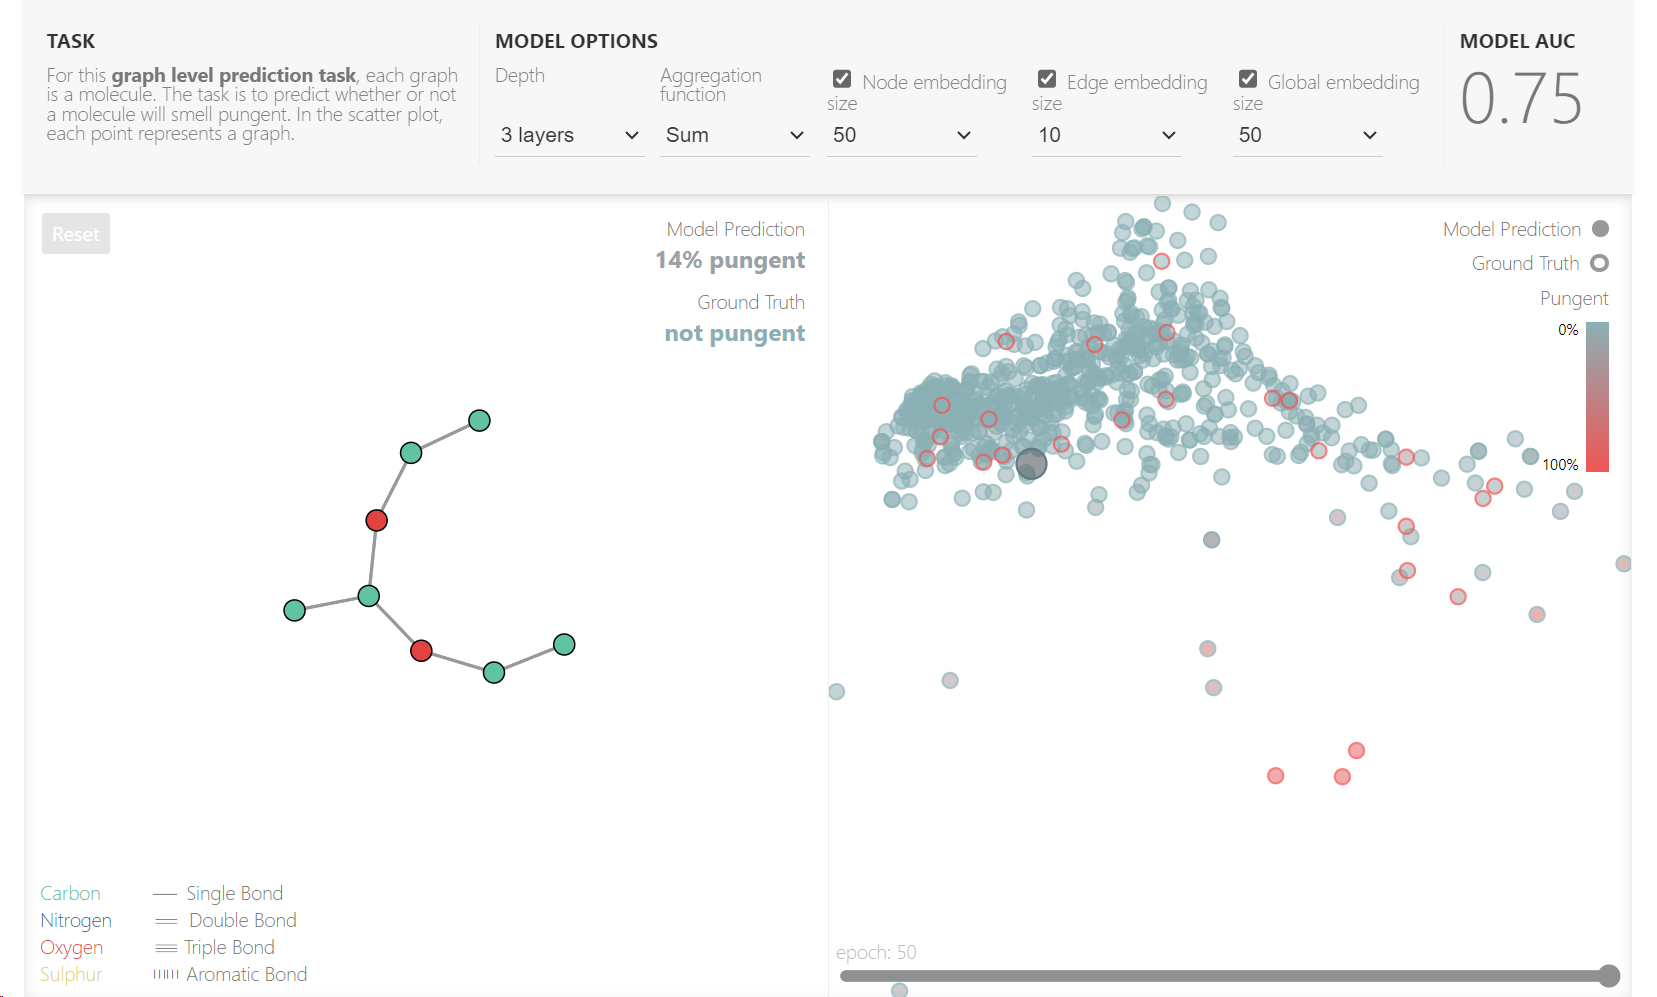 TASK
For this graph level prediction task, each graph
is a molecule. The task is to predict whether or not
a molecule will smell pungent. In the scatter plot,
each point represents a graph.
MODEL OPTIONS
Depth
3 layers
Aggregation
function
Sum
Node embedding
size
50
Edge embedding
size
10
Global embedding
size
50
MODEL AUC
0.75
Reset
Model Prediction
14% pungent
Ground Truth
not pungent
Carbon
Nitrogen
Oxygen
Sulphur
Single Bond
Double Bond
Triple Bond
Aromatic Bond
Model Prediction
Ground Truth
Pungent
0%
100%
epoch: 50